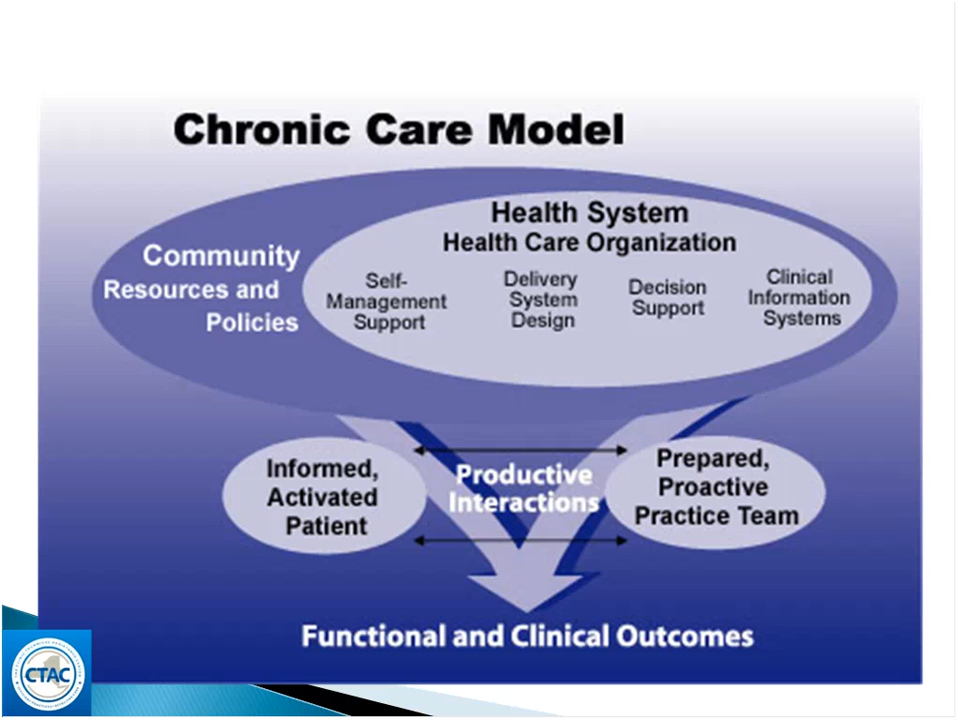 Chronic Care Model
Health System
Health Care Organization
Community
Resources and
Policies
Self-
Management
Support
Delivery
System
Design
Decision
Support
Clinical
Information
Systems
Informed,
Activated
Patient
Productive
Interactions
Prepared,
Proactive
Practice Team
Functional and Clinical Outcomes
CTAC